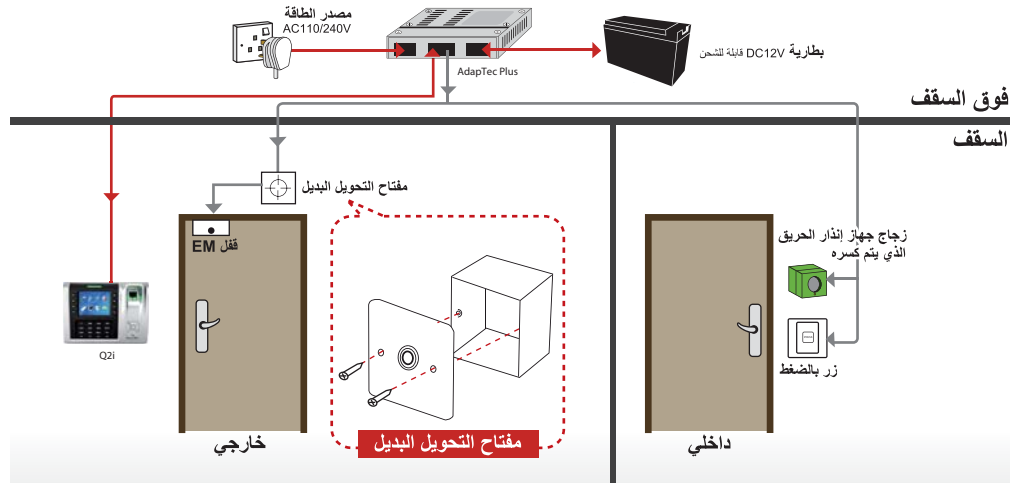 مصدر الطاقة
AC110/240V
AdapTec Plus
بطارية DC12V قابلة للشحن
فوق السقف
السقف
مفتاح التحويل البديل
قفل EM
زجاج جهاز إنذار الحريق
الذي يتم كسره
Q2i
زر بالضغط
خارجي
مفتاح التحويل البديل
داخلي